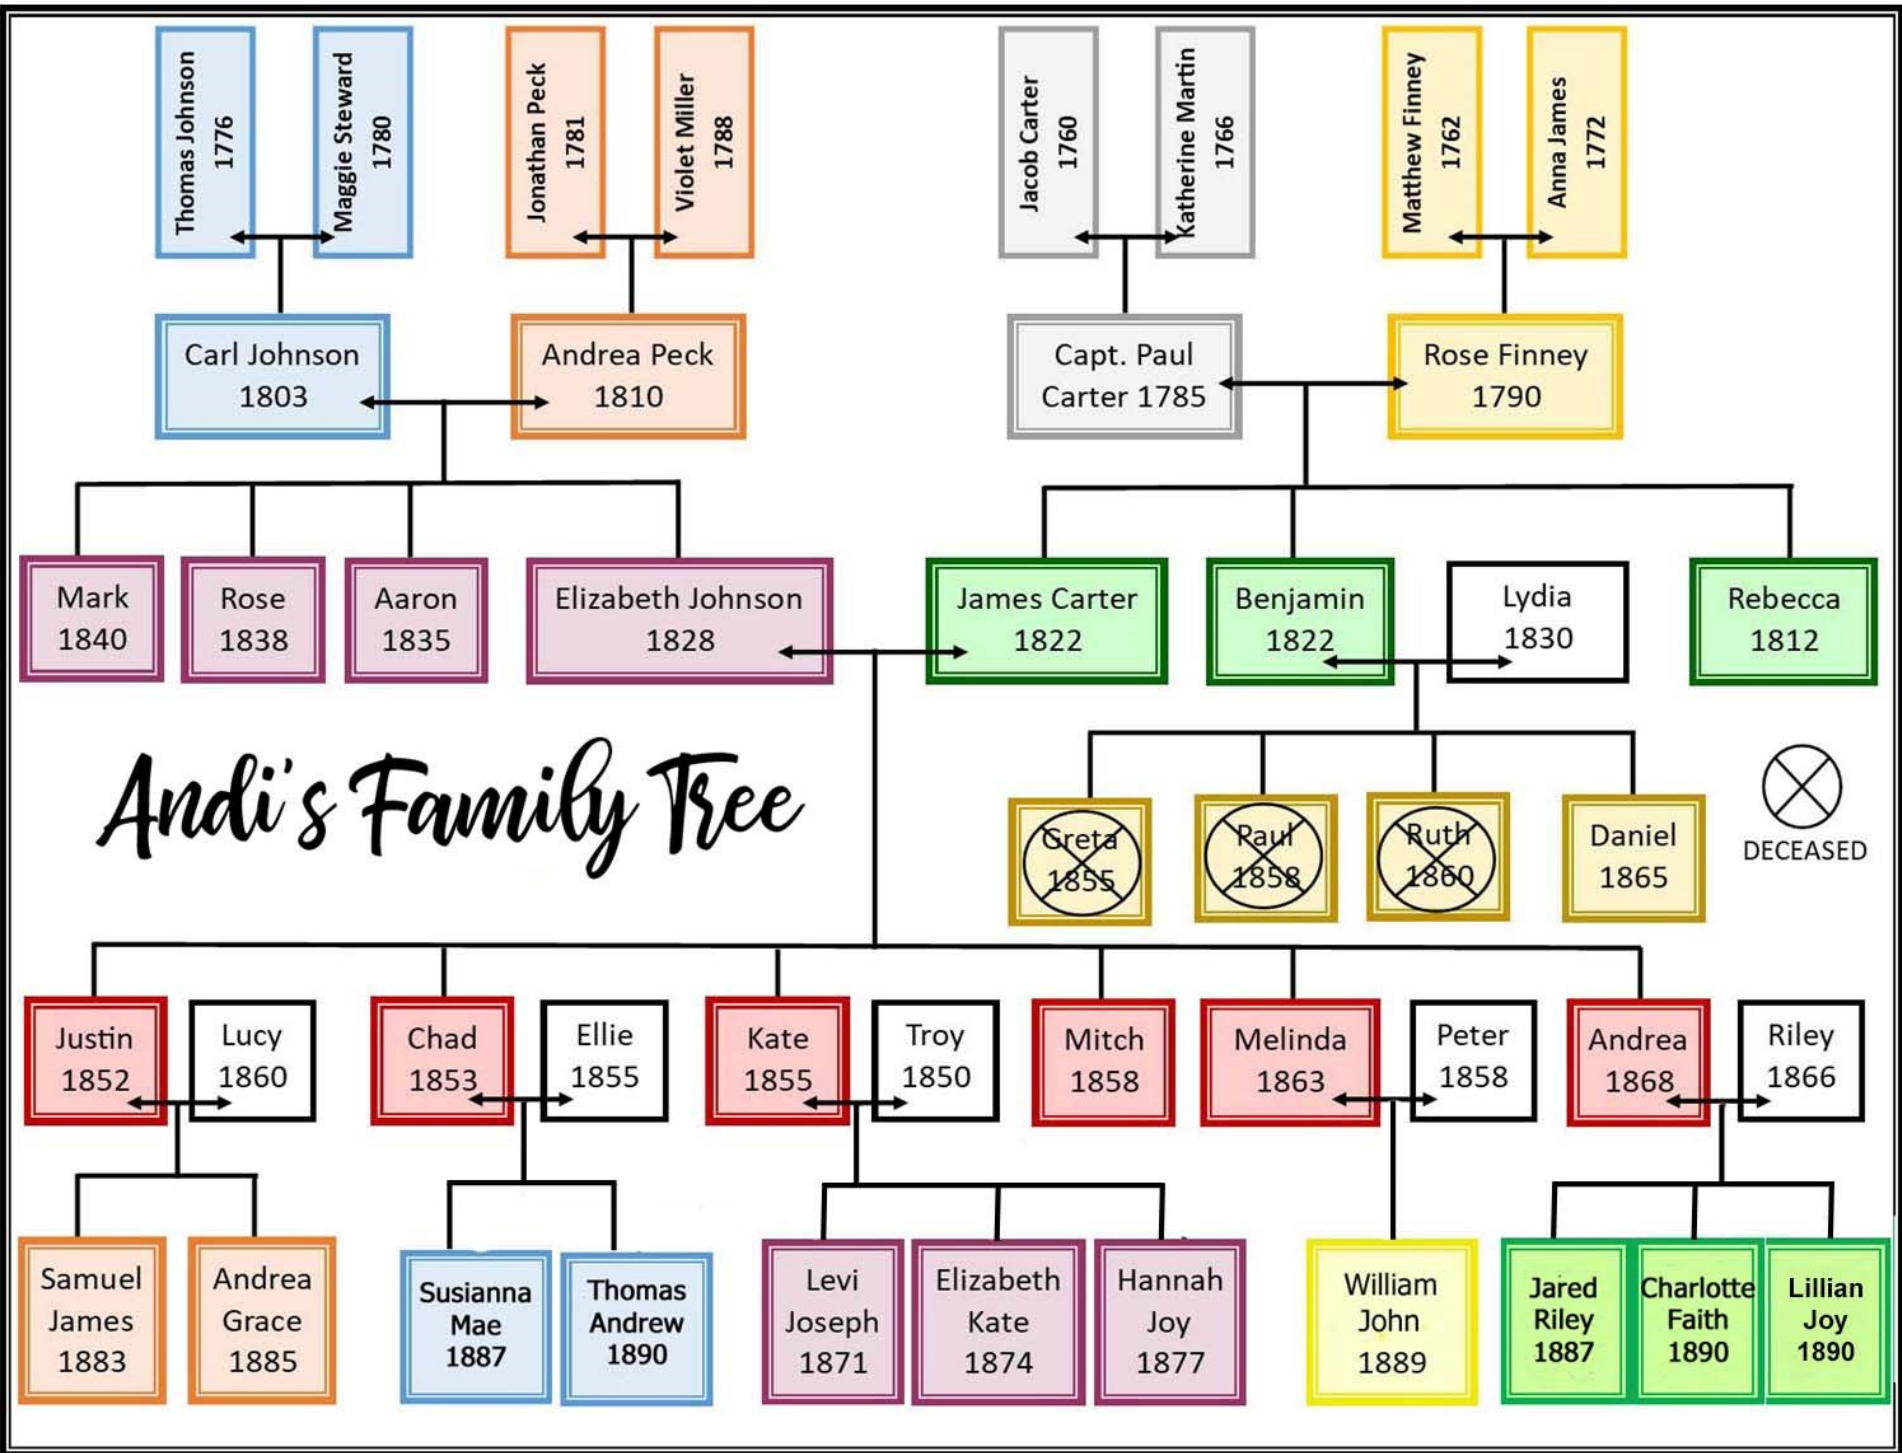 Thomas Johnson
1776
Maggie Steward
1780
Jonathan Peck
1781
Violet Miller
1788
Jacob Carter
1760
Katherine Martin
1766
Matthew Finney
1762
Anna James
1772
Carl Johnson
1803
Andrea Peck
1810
Capt. Paul
Carter 1785
Rose Finney
1790
Mark
1840
Rose
1838
Aaron
1835
Elizabeth Johnson
1828
James Carter
1822
Benjamin
1822
Lydia
1830
Rebecca
1812
Andi's Family Tree
Greta
1855
Paul
1858
Ruth
1860
Daniel
1865
DECEASED
Justin
1852
Lucy
1860
Chad
1853
Ellie
1855
Kate
1855
Troy
1850
Mitch
1858
Melinda
1863
Peter
1858
Andrea
1868
Riley
1866
Samuel
James
1883
Andrea
Grace
1885
Susianna
Mae
1887
Thomas
Andrew
1890
Levi
Joseph
1871
Elizabeth
Kate
1874
Hannah
Joy
1877
William
John
1889
Jared
Riley
1887
Charlotte
Faith
1890
Lillian
Joy
1890